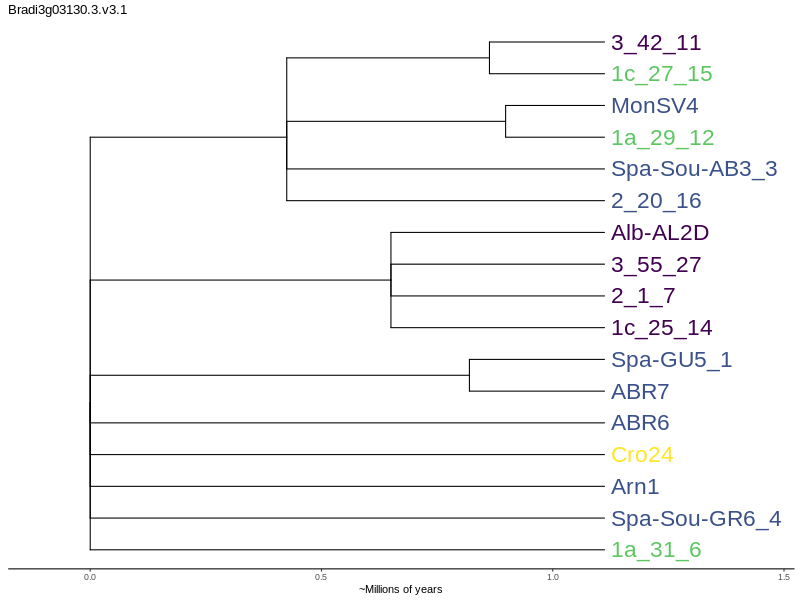 Bradi3g03130.3.v3.1
3_42_11
1c_27_15
MonSV4
1a_29_12
Spa-Sou-AB3_3
2_20_16
Alb-AL2D
3_55_27
2_1_7
1c_25_14
Spa-GU5_1
ABR7
ABR6
Cro24
Arn1
Spa-Sou-GR6_4
1a_31_6
0.0 0.5 1.0 1.5
~Millions of years